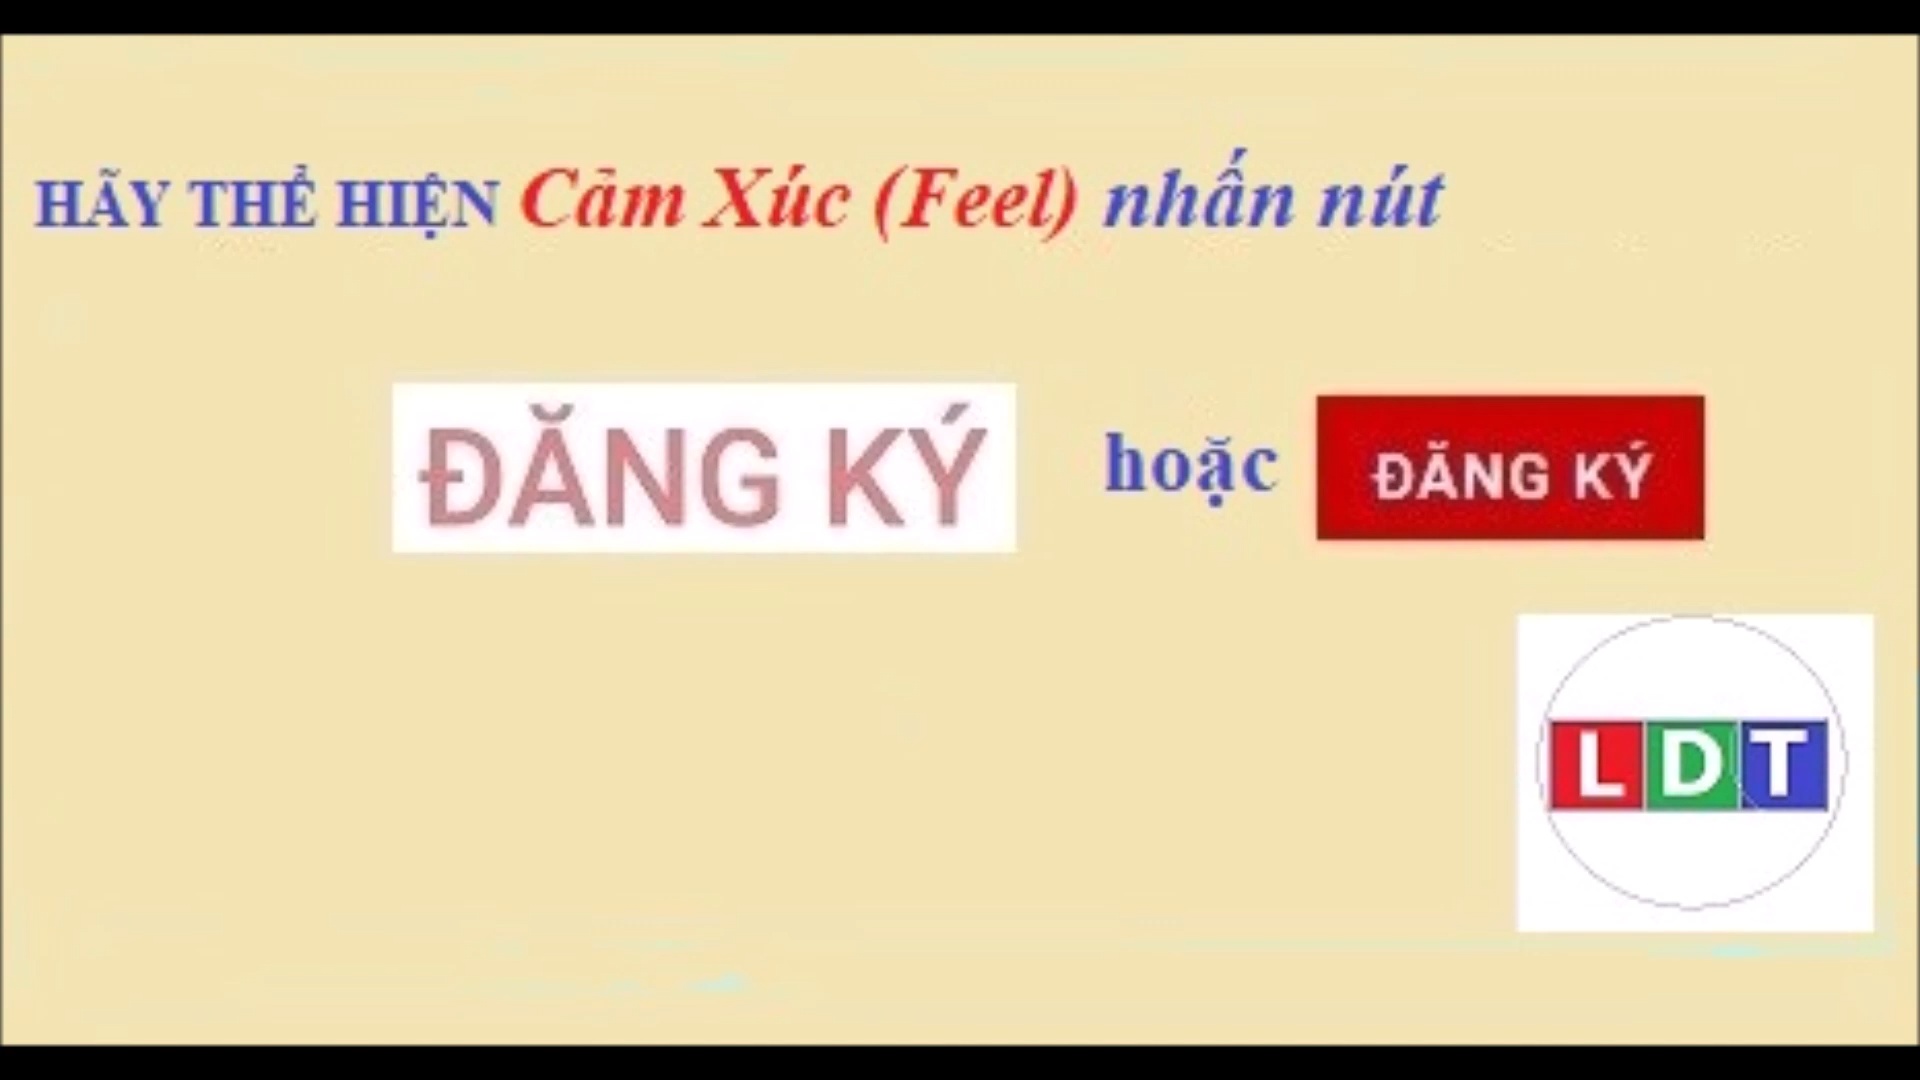 HÃY THỂ HIỆN Cảm Xúc (Feel) nhấn nút
ĐĂNG KÝ hoặc ĐĂNG KÝ
LDT